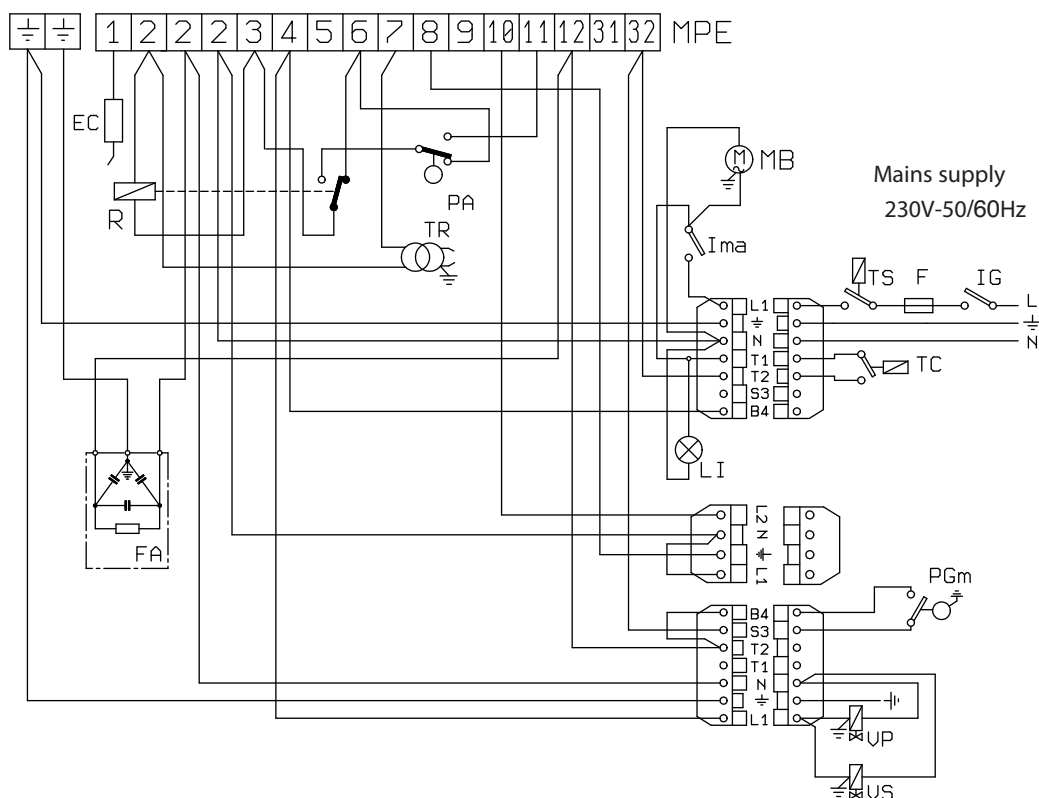 ⏚ ⏚ 1 2 2 2 3 4 5 6 7 8 9 10 11 12 31 32 MPE
EC
R
PA
TR
MB
M
Mains supply
230V-50/60Hz
Ima
TS F IG
L
⏚
N
L1
⏚
N
T1
T2
S3
B4
TC
LI
FA
L2
N
⏚
L1
PGm
B4
S3
T2
T1
N
⏚
L1
VP
VS